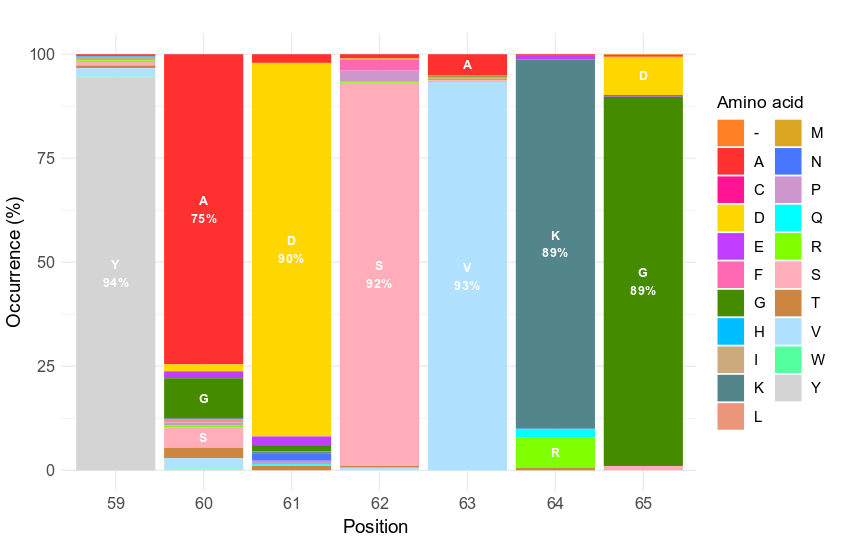 100
75
50
25
0
Occurrence (%)
Y
94%
A
75%
G
S
D
90%
S
92%
A
V
93%
K
89%
R
D
G
89%
59 60 61 62 63 64 65
Position
Amino acid
- M
A N
C P
D Q
E R
F S
G T
H V
I W
K Y
L